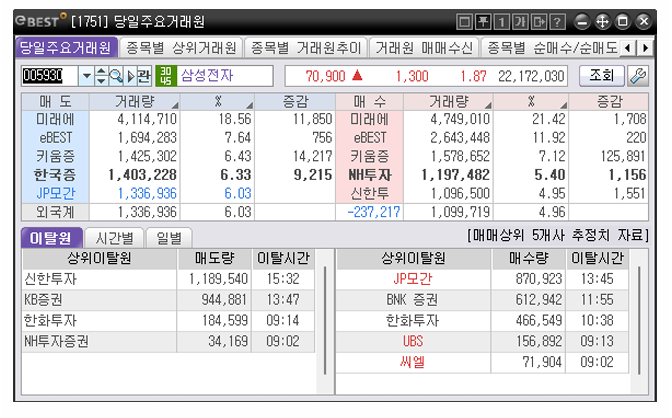 eBEST [1751] 당일주요거래원
당일주요거래원 종목별 상위거래원 종목별 거래원추이 거래원 매매수신 종목별 순매수/순매도
005930 관 30 45 삼성전자 70,900 ▲ 1,300 1.87 22,172,030 조회
매 도 거래량 % 증감 매 수 거래량 % 증감
미래에 4,114,710 18.56 11,850 미래에 4,749,010 21.42 1,708
eBEST 1,694,283 7.64 756 eBEST 2,643,448 11.92 220
키움증 1,425,302 6.43 14,217 키움증 1,578,652 7.12 125,891
한국증 1,403,228 6.33 9,215 NH투자 1,197,482 5.40 1,156
JP모간 1,336,936 6.03 신한투 1,096,500 4.95 1,551
외국계 1,336,936 6.03 -237,217 1,099,719 4.96
이탈원 시간별 일별 [매매상위 5개사 추정치 자료]
상위이탈원 매도량 이탈시간 상위이탈원 매수량 이탈시간
신한투자 1,189,540 15:32 JP모간 870,923 13:45
KB증권 944,881 13:47 BNK 증권 612,942 11:55
한화투자 184,599 09:14 한화투자 466,549 10:38
NH투자증권 34,169 09:02 UBS 156,892 09:13
씨엘 71,904 09:02